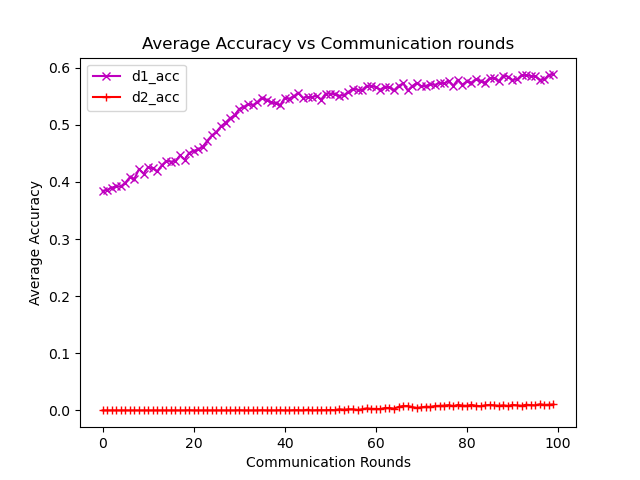 Average Accuracy vs Communication rounds
d1_acc
d2_acc
0.6
0.5
0.4
0.3
0.2
0.1
0.0
Average Accuracy
0 20 40 60 80 100
Communication Rounds